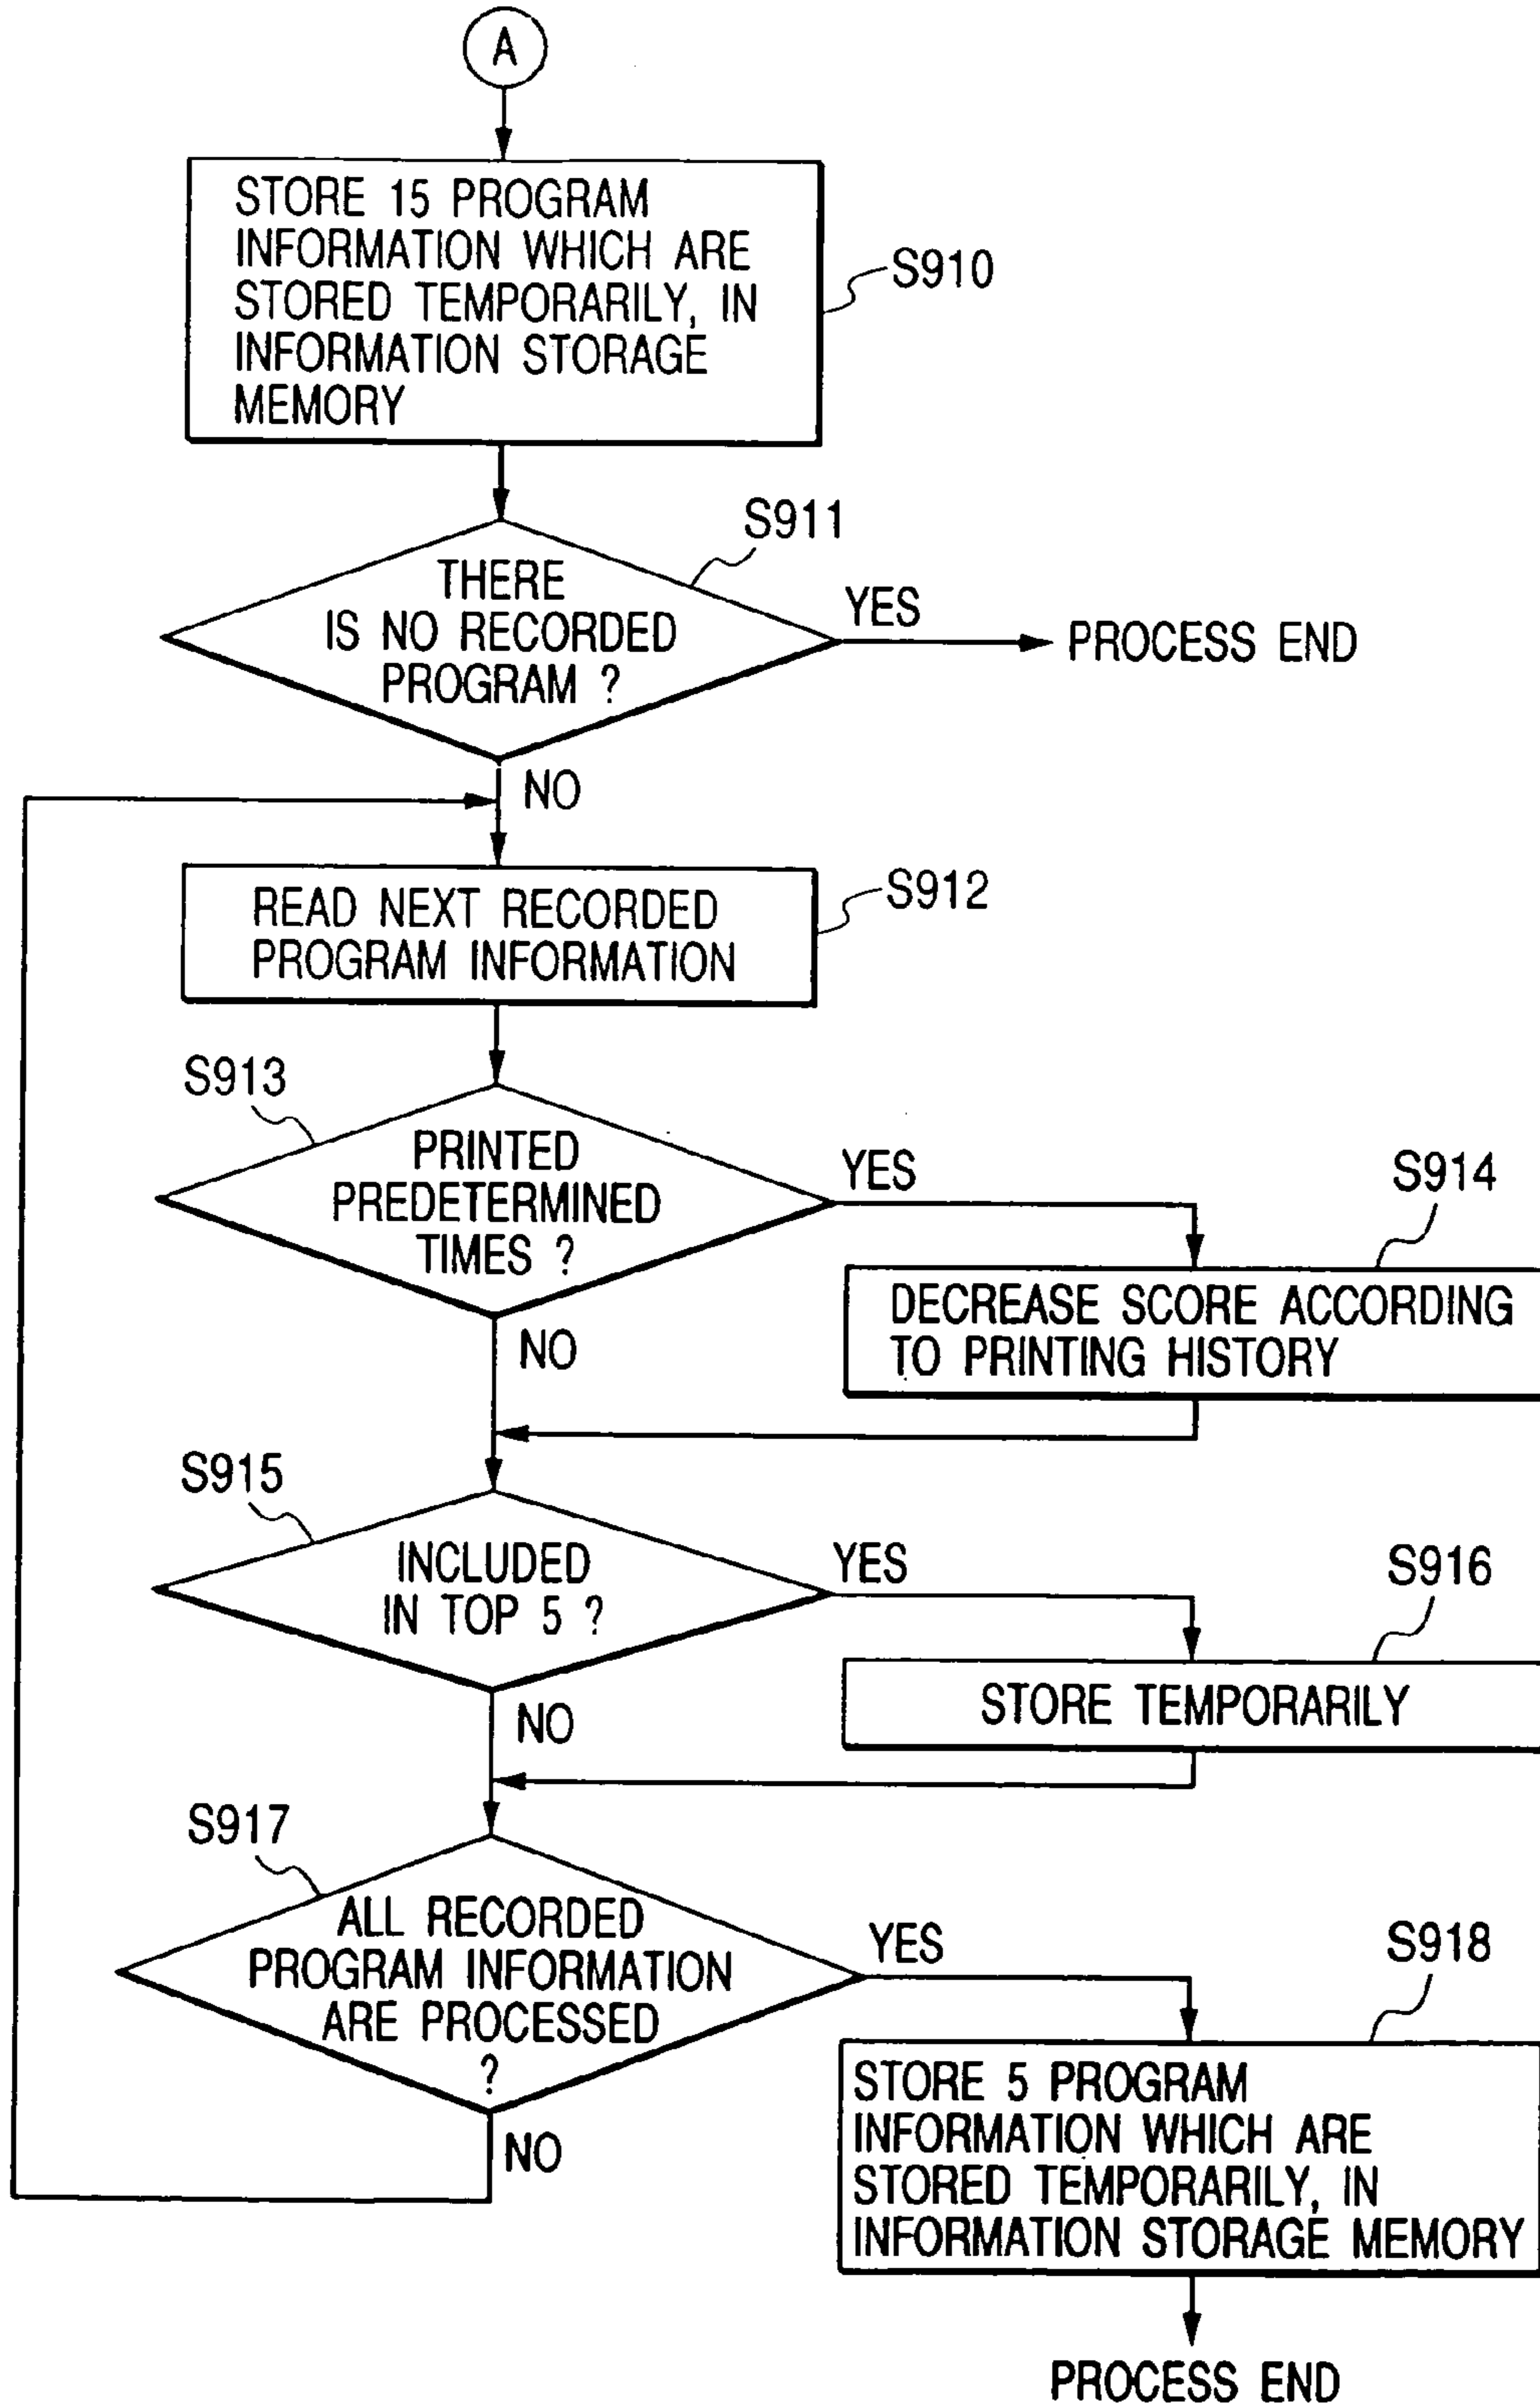 A
STORE 15 PROGRAM
INFORMATION WHICH ARE
STORED TEMPORARILY, IN
INFORMATION STORAGE
MEMORY
S910
S911
THERE
IS NO RECORDED
PROGRAM ?
YES
PROCESS END
NO
READ NEXT RECORDED
PROGRAM INFORMATION
S912
S913
PRINTED
PREDETERMINED
TIMES ?
YES
S914
DECREASE SCORE ACCORDING
TO PRINTING HISTORY
NO
S915
INCLUDED
IN TOP 5 ?
YES
S916
STORE TEMPORARILY
NO
S917
ALL RECORDED
PROGRAM INFORMATION
ARE PROCESSED
?
YES
S918
STORE 5 PROGRAM
INFORMATION WHICH ARE
STORED TEMPORARILY, IN
INFORMATION STORAGE MEMORY
NO
PROCESS END